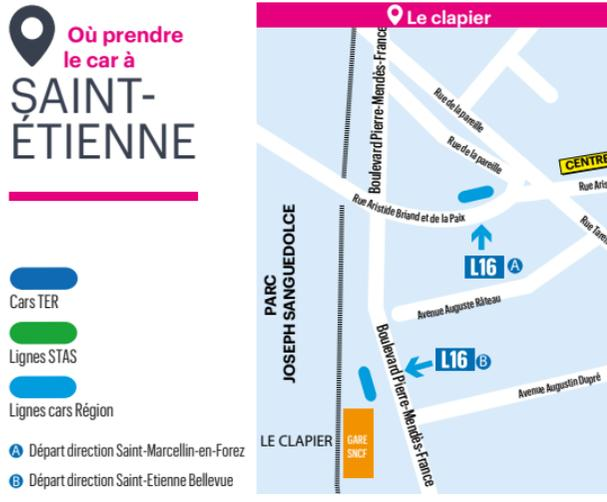 Où prendre
le car à
SAINT-
ÉTIENNE
Cars TER
Lignes STAS
Lignes cars Région
A Départ direction Saint-Marcellin-en-Forez
B Départ direction Saint-Etienne Bellevue
Le clapier
Boulevard Pierre-Mendès-France
Rue de la pareille
Rue de la pareille
CENTRE
Rue Aris
Rue Aristide Briand et de la Paix
L16 A
PARC
JOSEPH SANGUEDOLCE
Avenue Auguste Râteau
Boulevard Pierre-Mendès-France
L16 B
Avenue Augustin Dupré
LE CLAPIER
GARE
SNCF